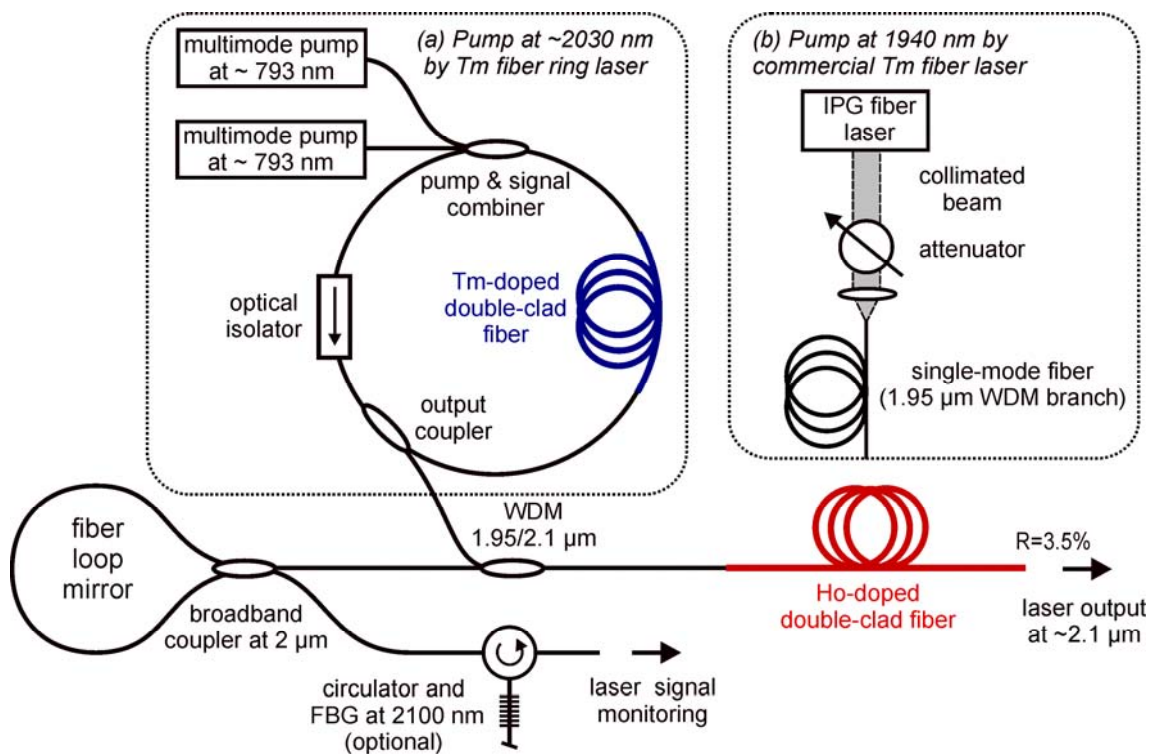 (a) Pump at ~2030 nm
by Tm fiber ring laser
multimode pump
at ~ 793 nm
multimode pump
at ~ 793 nm
pump & signal
combiner
optical
isolator
Tm-doped
double-clad
fiber
output
coupler
(b) Pump at 1940 nm by
commercial Tm fiber laser
IPG fiber
laser
collimated
beam
attenuator
single-mode fiber
(1.95 µm WDM branch)
fiber
loop
mirror
broadband
coupler at 2 µm
WDM
1.95/2.1 µm
Ho-doped
double-clad fiber
R=3.5%
laser output
at ~2.1 µm
circulator and
FBG at 2100 nm
(optional)
laser signal
monitoring